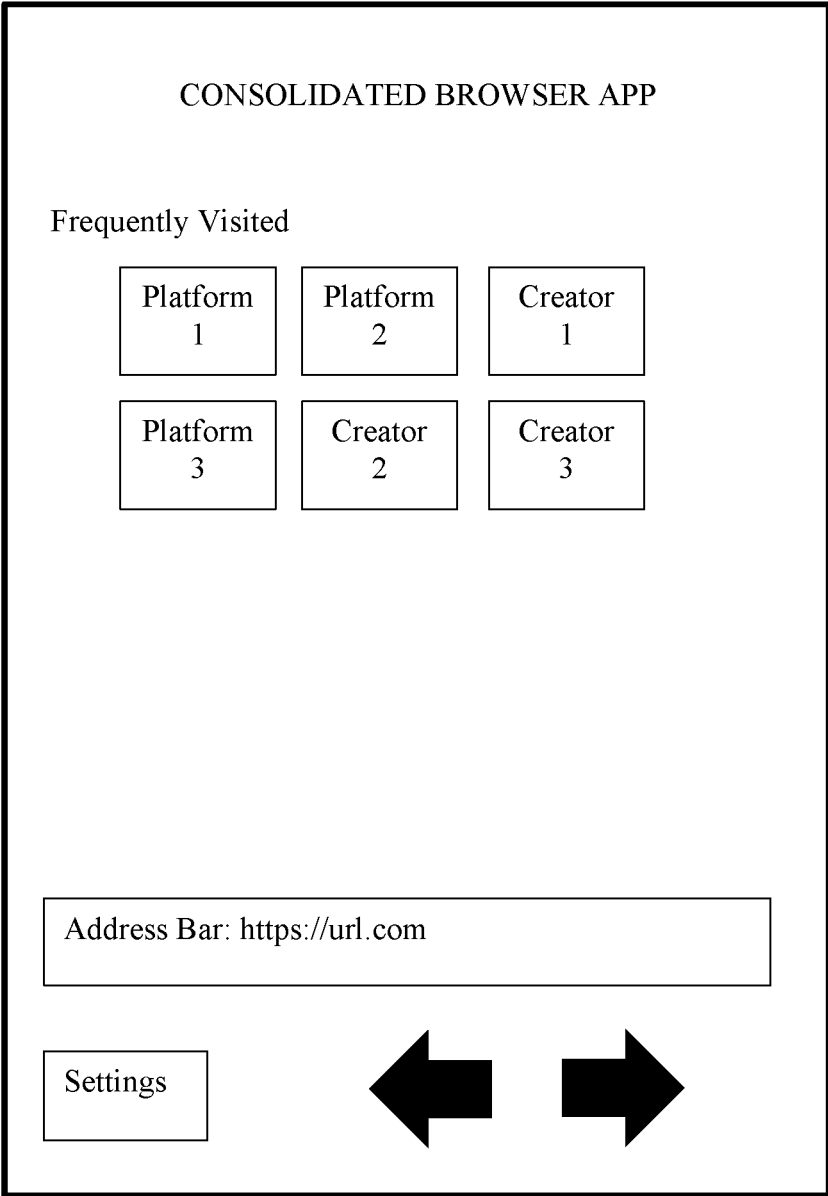 CONSOLIDATED BROWSER APP
Frequently Visited
Platform
1
Platform
2
Creator
1
Platform
3
Creator
2
Creator
3
Address Bar: https://url.com
Settings